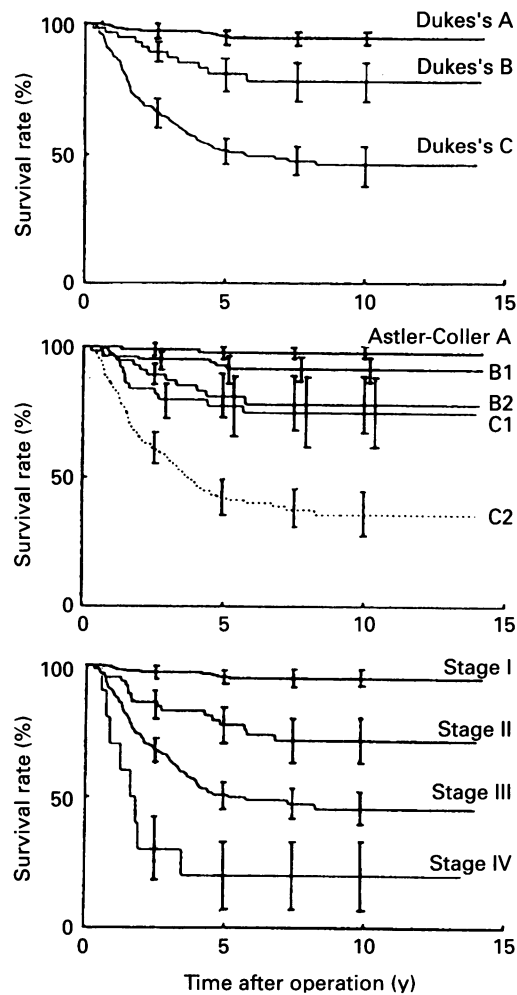 100
Dukes's A
Dukes's B
50
Dukes's C
0
Survival rate (%)
0 5 10 15
100
Astler-Coller A
B1
B2
C1
50
C2
0
Survival rate (%)
0 5 10 15
100
Stage I
Stage II
50
Stage III
Stage IV
0
Survival rate (%)
0 5 10 15
Time after operation (y)